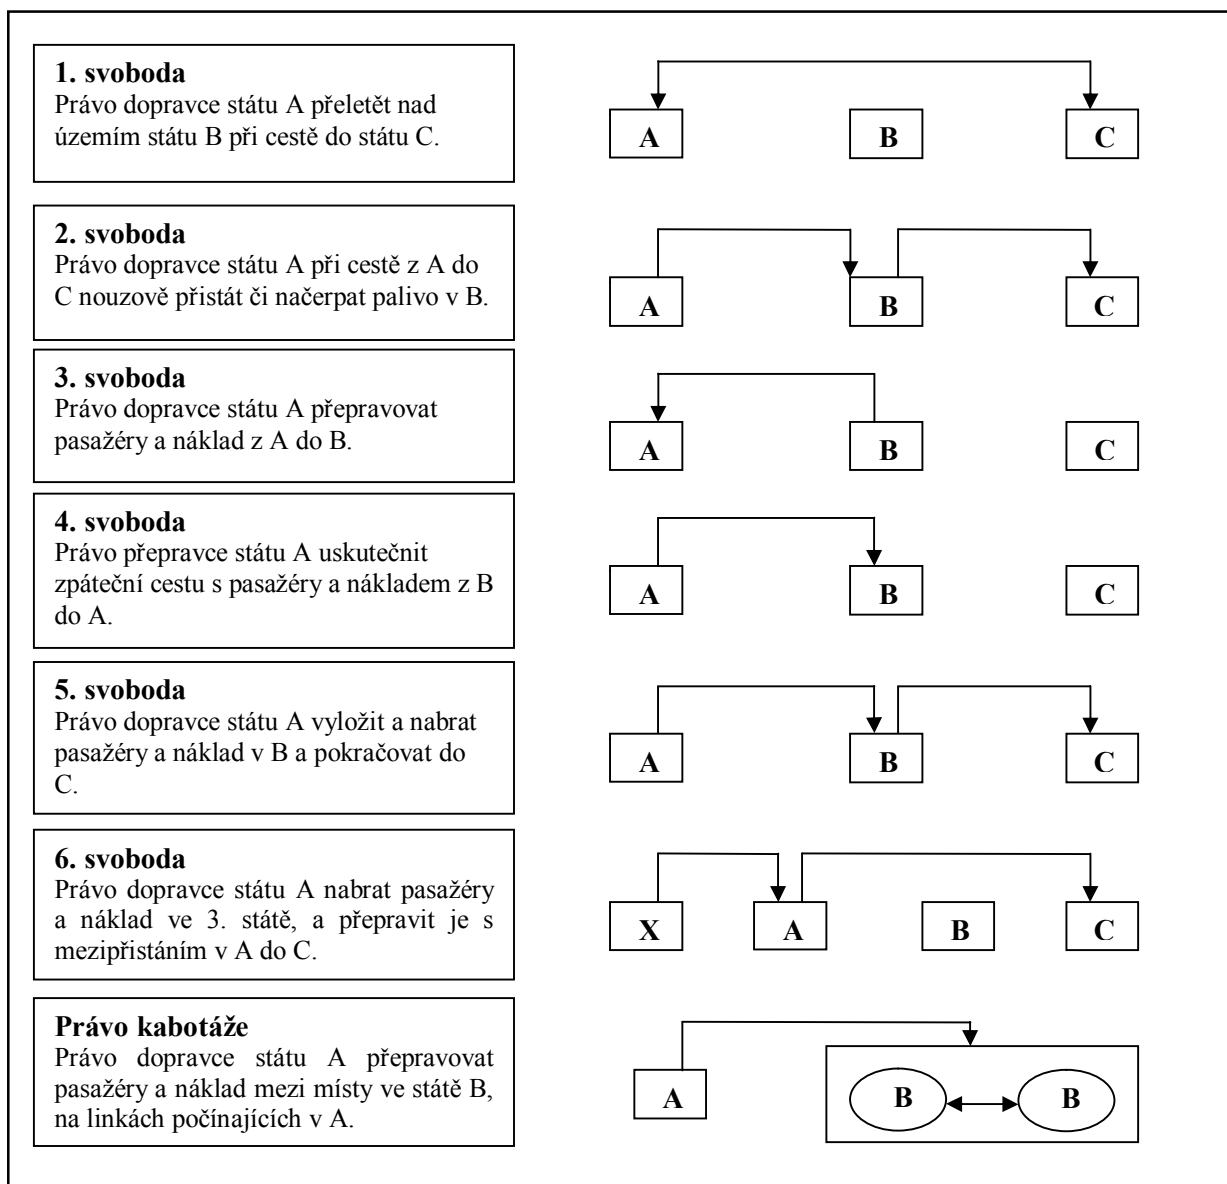 1. svoboda
Právo dopravce státu A přeletět nad
územím státu B při cestě do státu C.
A B C
2. svoboda
Právo dopravce státu A při cestě z A do
C nouzově přistát či načerpat palivo v B.
A B C
3. svoboda
Právo dopravce státu A přepravovat
pasažéry a náklad z A do B.
A B C
4. svoboda
Právo přepravce státu A uskutečnit
zpáteční cestu s pasažéry a nákladem z B
do A.
A B C
5. svoboda
Právo dopravce státu A vyložit a nabrat
pasažéry a náklad v B a pokračovat do
C.
A B C
6. svoboda
Právo dopravce státu A nabrat pasažéry
a náklad ve 3. státě, a přepravit je s
mezipřistáním v A do C.
X A B C
Právo kabotáže
Právo dopravce státu A přepravovat
pasažéry a náklad mezi místy ve státě B,
na linkách počínajících v A.
A B B